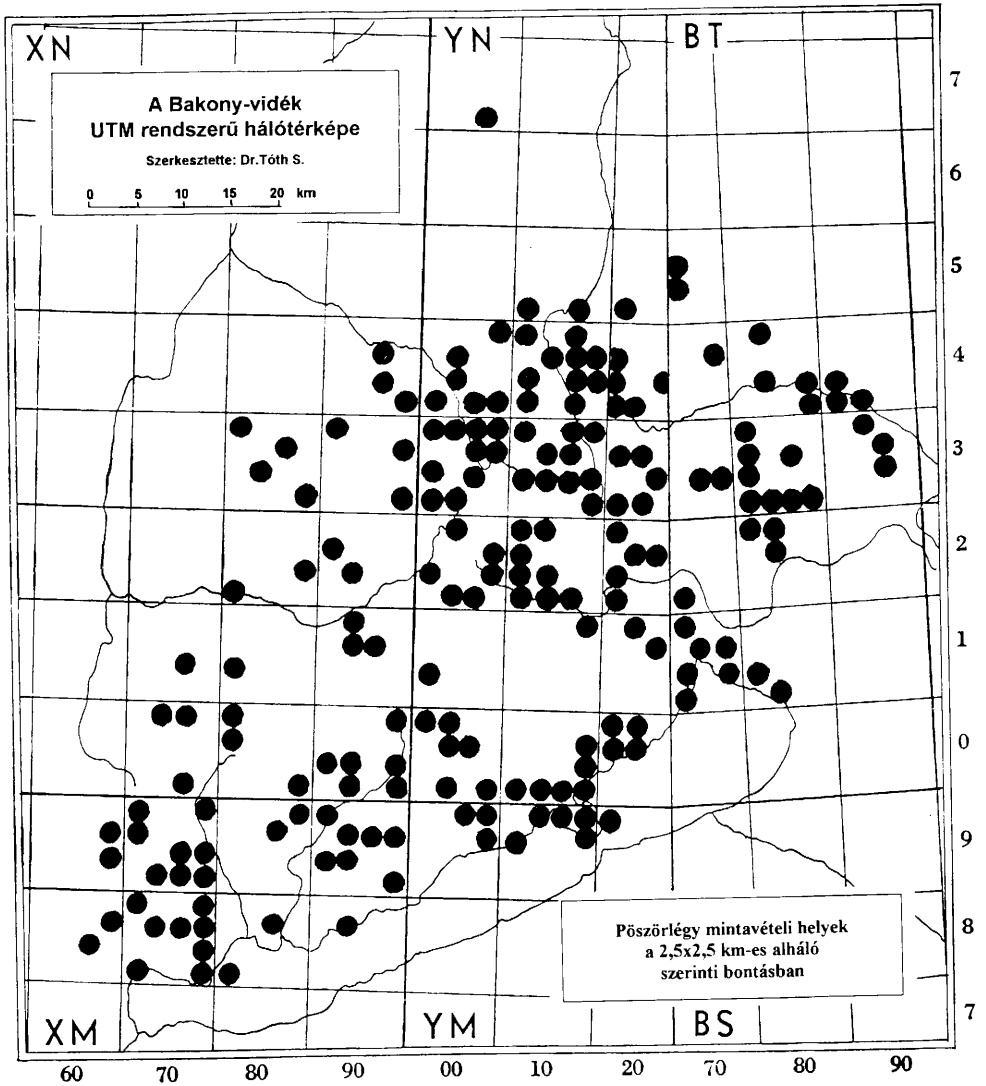 XN
YN
BT
A Bakony-vidék
UTM rendszerű hálótérképe
Szerkesztette: Dr.Tóth S.
0 5 10 15 20 km
7
6
5
4
3
2
1
0
9
8
7
Pöszörlégy mintavételi helyek
a 2,5x2,5 km-es alháló
szerinti bontásban
XM
YM
BS
60 70 80 90 00 10 20 70 80 90